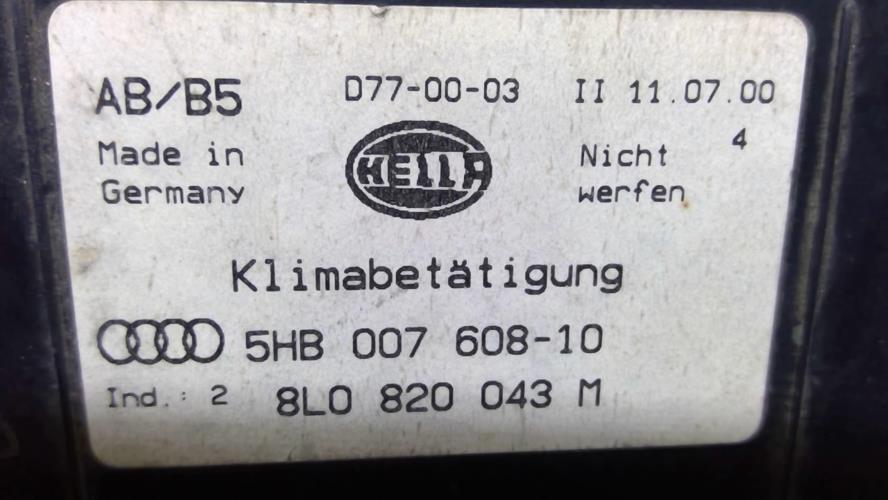 AB/B5 D77-00-03 II 11.07.00
4
Made in HELLA Nicht
Germany werfen
Klimabetätigung
5HB 007 608-10
Ind.: 2 8L0 820 043 M